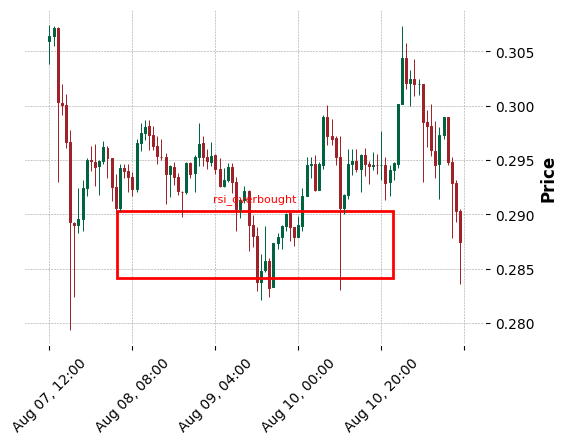 0.305
0.300
0.295
0.290
0.285
0.280
Price
rsi_overbought
Aug 07, 12:00
Aug 08, 08:00
Aug 09, 04:00
Aug 10, 00:00
Aug 10, 20:00